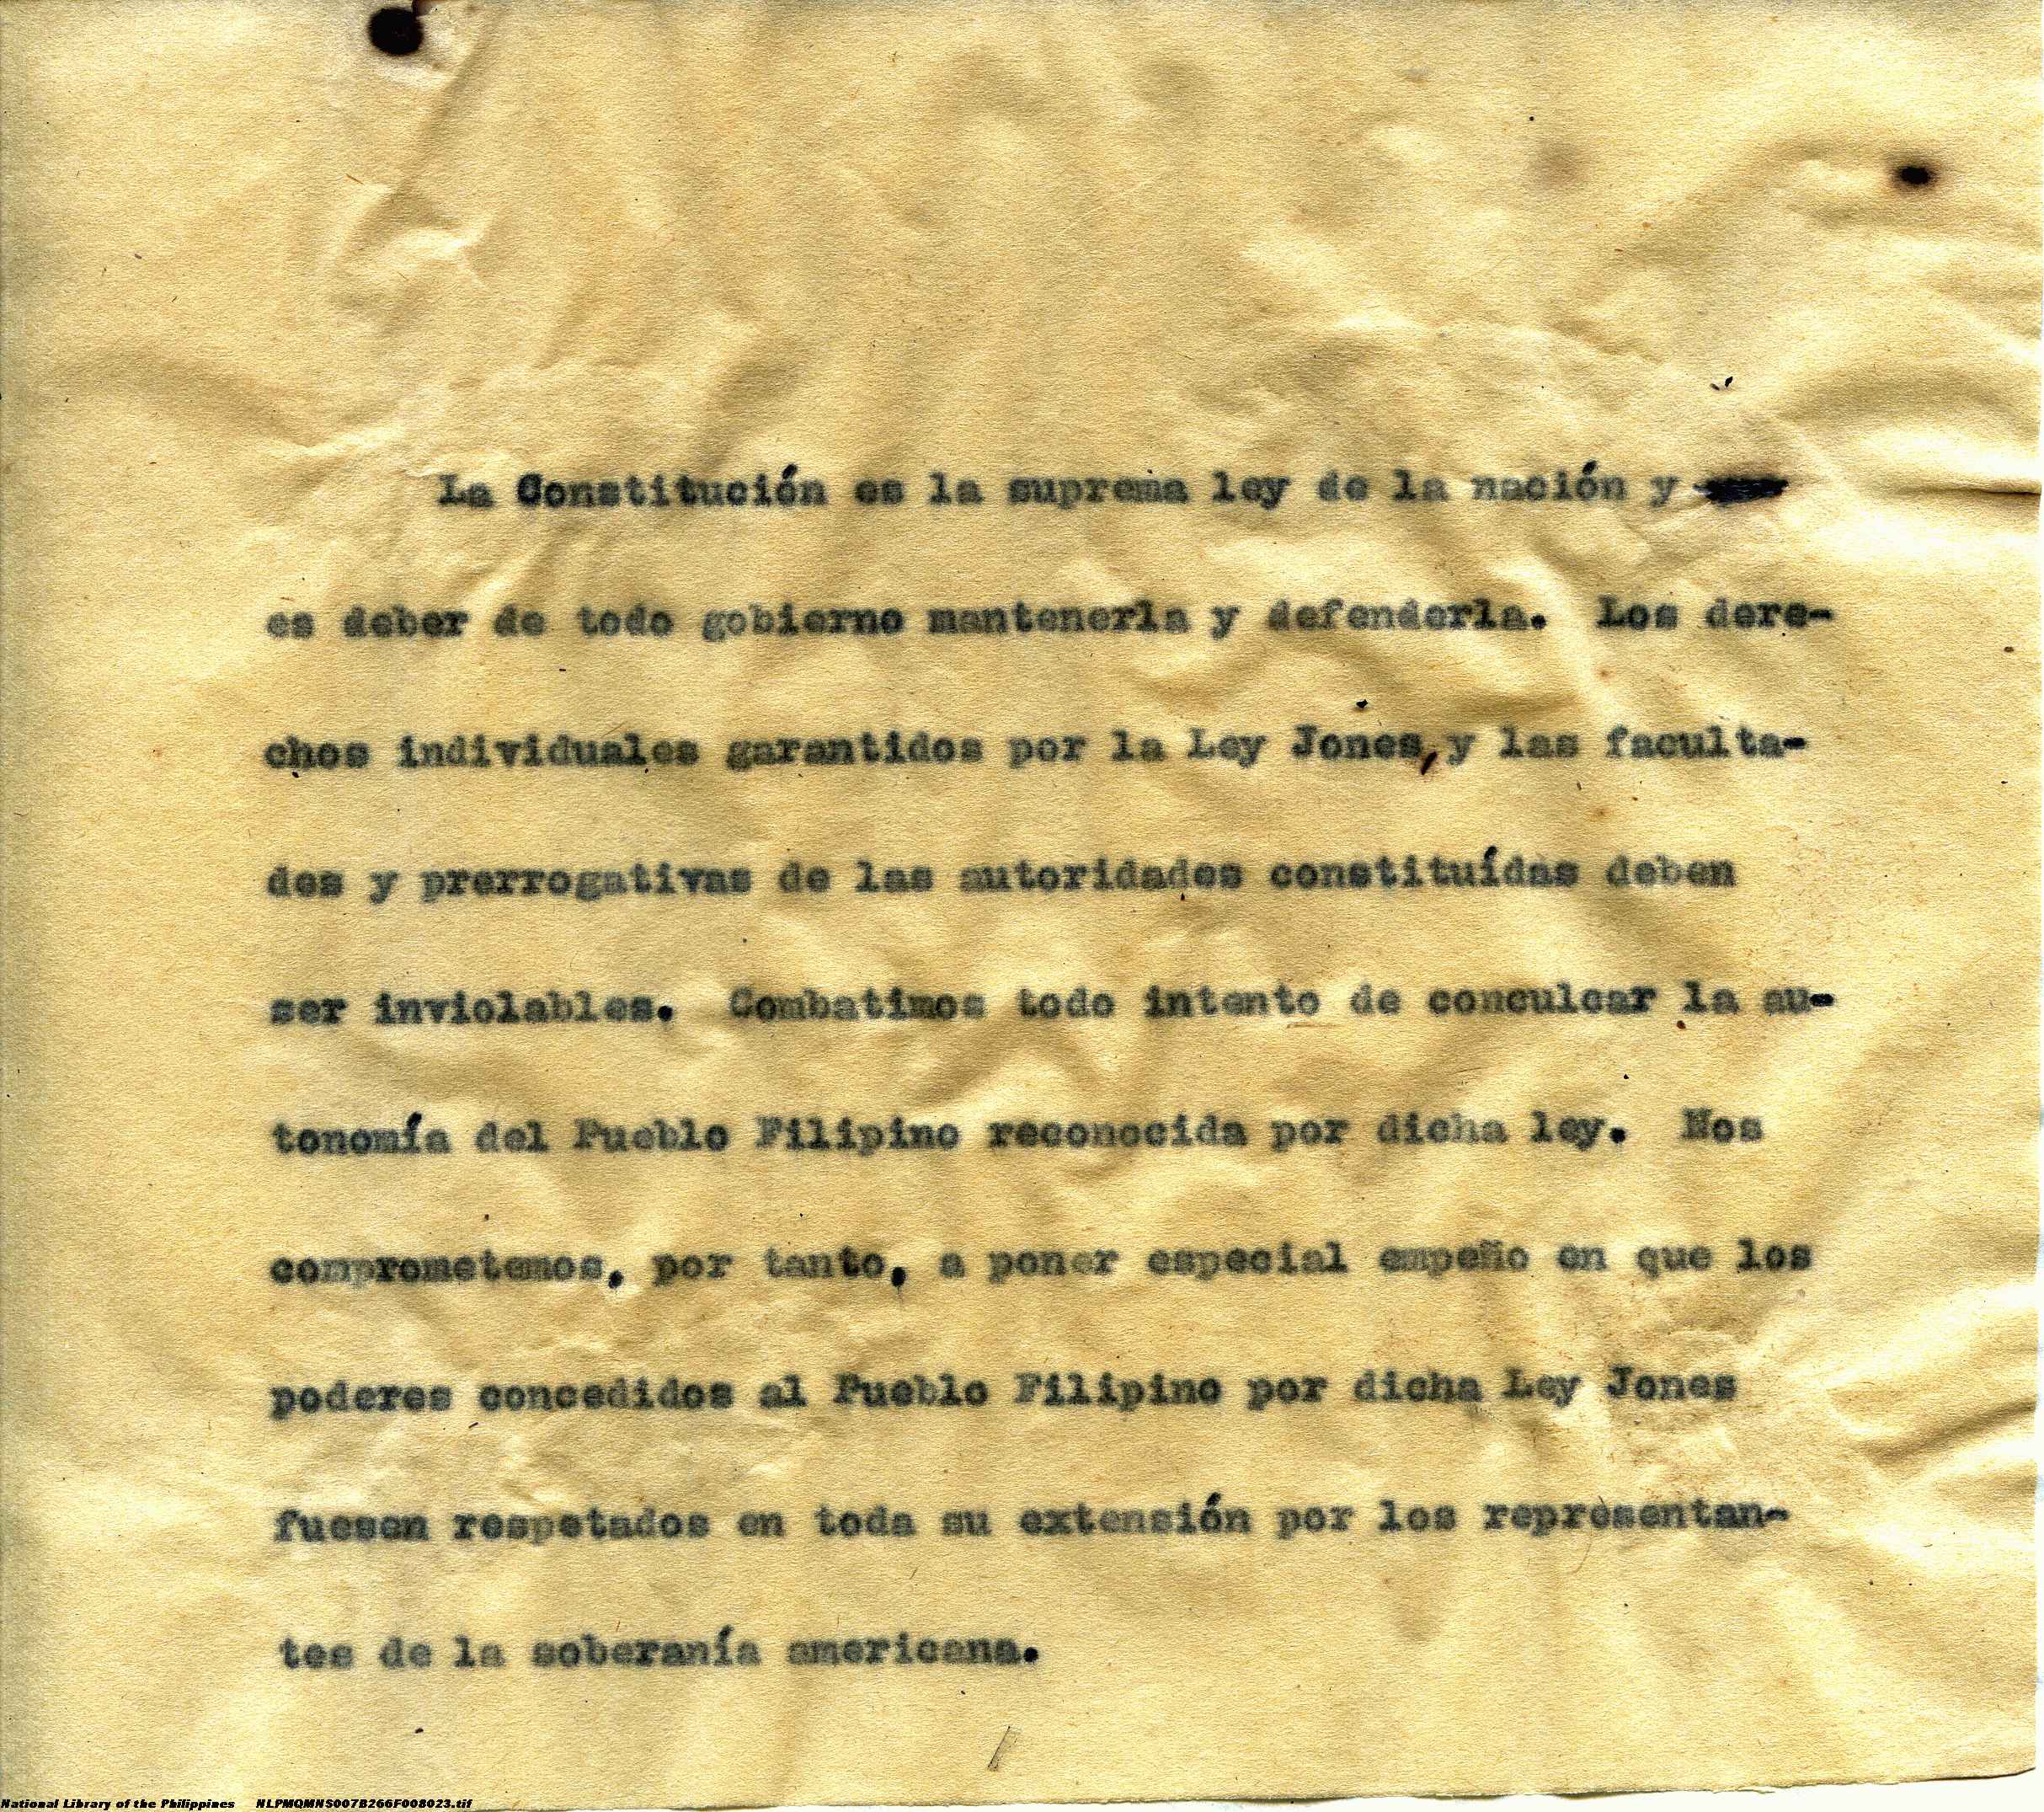 La Constitución es la suprema ley de la nación y
es deber de todo gobierno mantenerla y defenderla. Los dere-
chos individuales garantidos por la Ley Jones, y las faculta-
des y prerrogativas de las autoridades constituídas deben
ser inviolables. Combatimos todo intento de conculcar la au-
tonomía del Pueblo Filipino reconocida por dicha ley. Nos
comprometemos, por tanto, a poner especial empeño en que los
poderes concedidos al Pueblo Filipino por dicha Ley Jones
fuesen respetados en toda su extensión por los representan-
tes de la soberanía americana.
National Library of the Philippines NLPMQMNS007B266F008023.tif